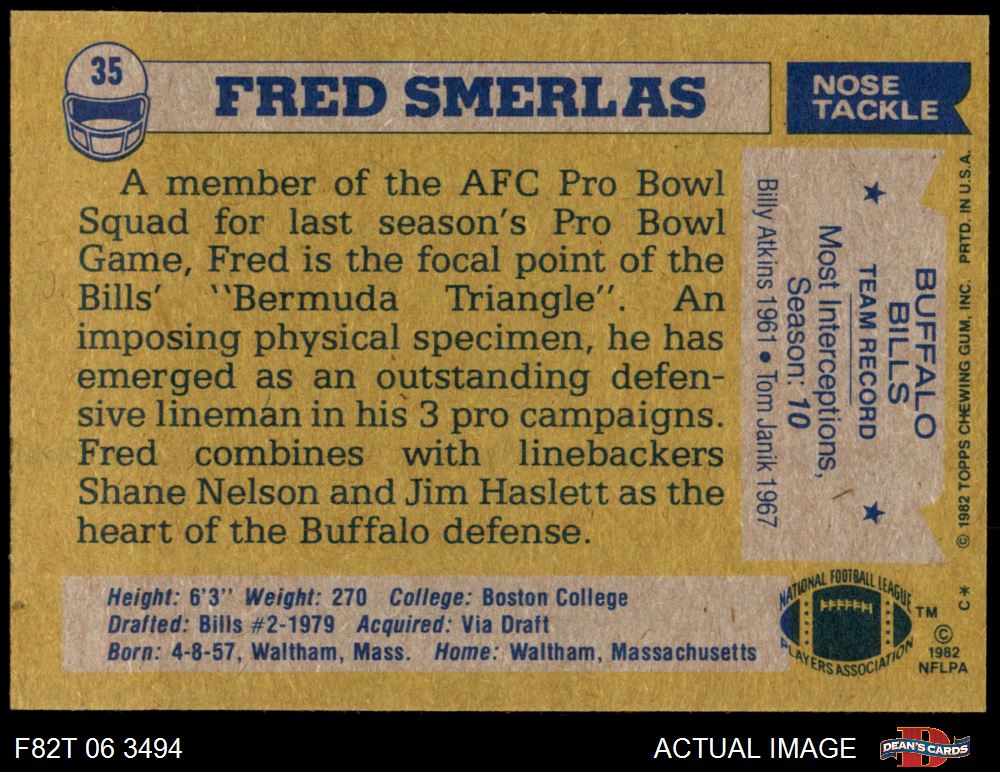 35
FRED SMERLAS
NOSE
TACKLE
A member of the AFC Pro Bowl
Squad for last season's Pro Bowl
Game, Fred is the focal point of the
Bills' "Bermuda Triangle". An
imposing physical specimen, he has
emerged as an outstanding defen-
sive lineman in his 3 pro campaigns.
Fred combines with linebackers
Shane Nelson and Jim Haslett as the
heart of the Buffalo defense.
BUFFALO
BILLS
★ TEAM RECORD ★
Most Interceptions,
Season: 10
Billy Atkins 1961 • Tom Janik 1967
© 1982 TOPPS CHEWING GUM, INC. PRTD. IN U.S.A.
C*
Height: 6'3" Weight: 270 College: Boston College
Drafted: Bills #2-1979 Acquired: Via Draft
Born: 4-8-57, Waltham, Mass. Home: Waltham, Massachusetts
NATIONAL FOOTBALL LEAGUE
PLAYERS ASSOCIATION
TM
©
1982
NFLPA
F82T 06 3494
ACTUAL IMAGE
DEAN'S CARDS